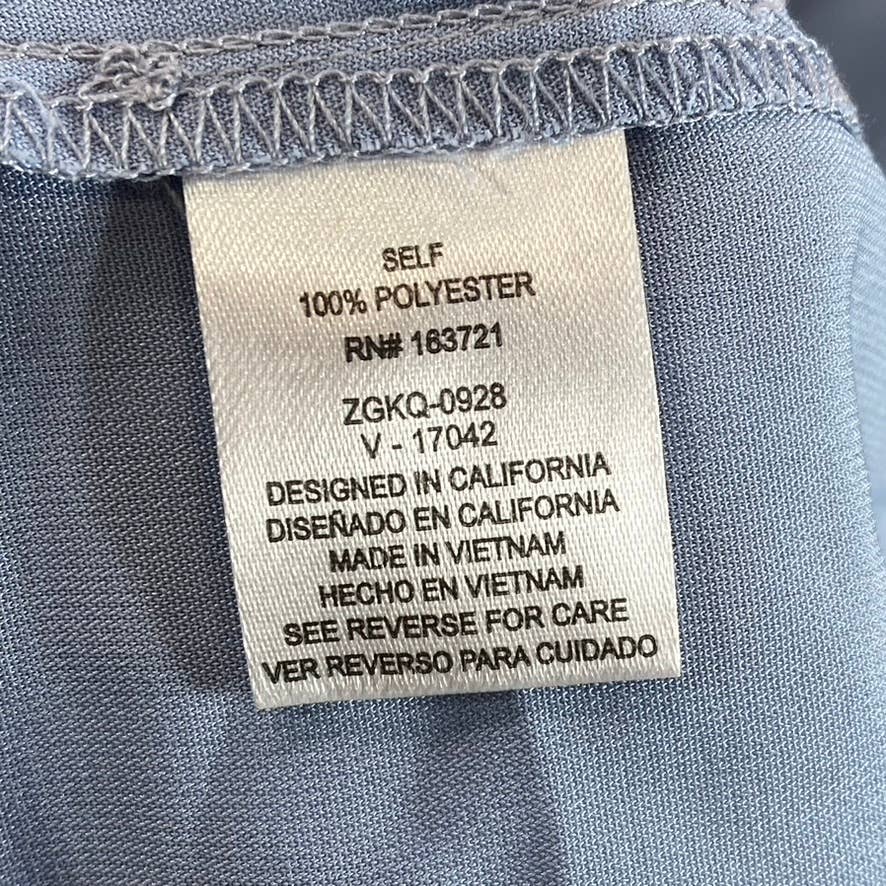 SELF
100% POLYESTER
RN# 163721
ZGKQ-0928
V - 17042
DESIGNED IN CALIFORNIA
DISEÑADO EN CALIFORNIA
MADE IN VIETNAM
HECHO EN VIETNAM
SEE REVERSE FOR CARE
VER REVERSO PARA CUIDADO